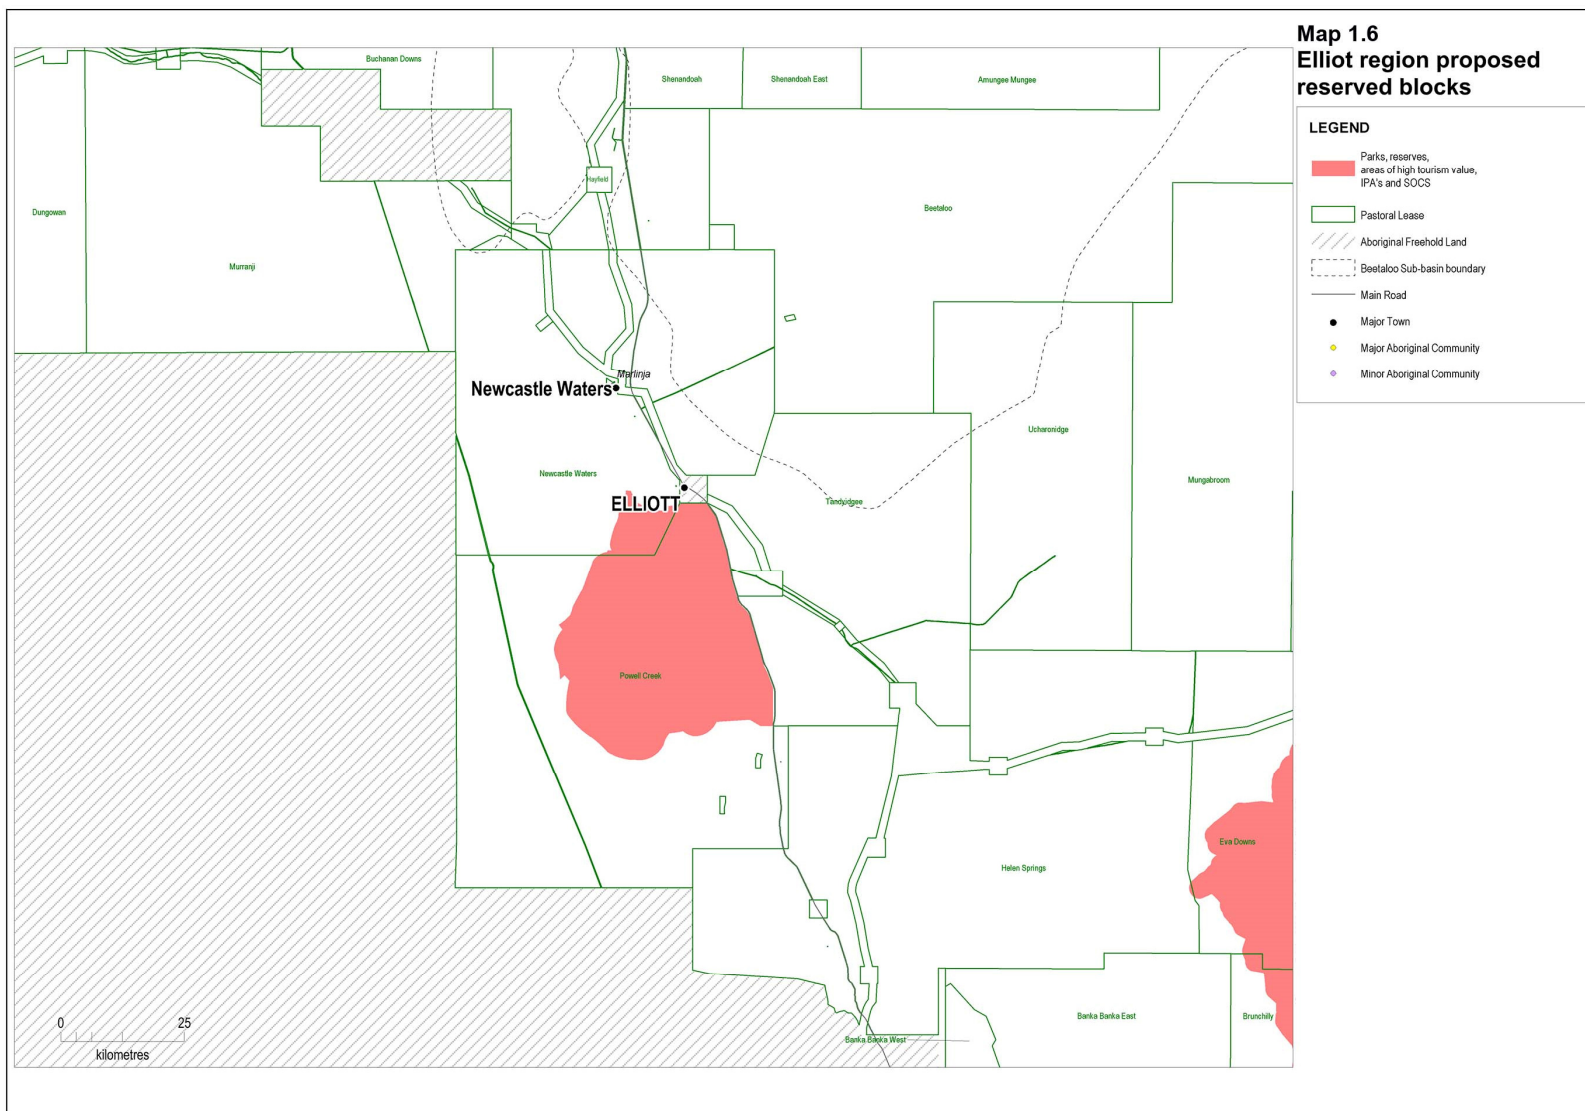 Map 1.6
Elliot region proposed
reserved blocks
LEGEND
Parks, reserves,
areas of high tourism value,
IPA's and SOCS
Pastoral Lease
Aboriginal Freehold Land
Beetaloo Sub-basin boundary
Main Road
Major Town
Major Aboriginal Community
Minor Aboriginal Community
Buchanan Downs
Shenandoah
Shenandoah East
Amungee Mungee
Hayfield
Dungowan
Beetaloo
Murranji
Marlinja
Newcastle Waters
Ucharonidge
Newcastle Waters
Mungabroom
ELLIOTT
Tandyidgee
Powell Creek
Eva Downs
Helen Springs
Banka Banka East
Brunchilly
Banka Banka West
0 25
kilometres